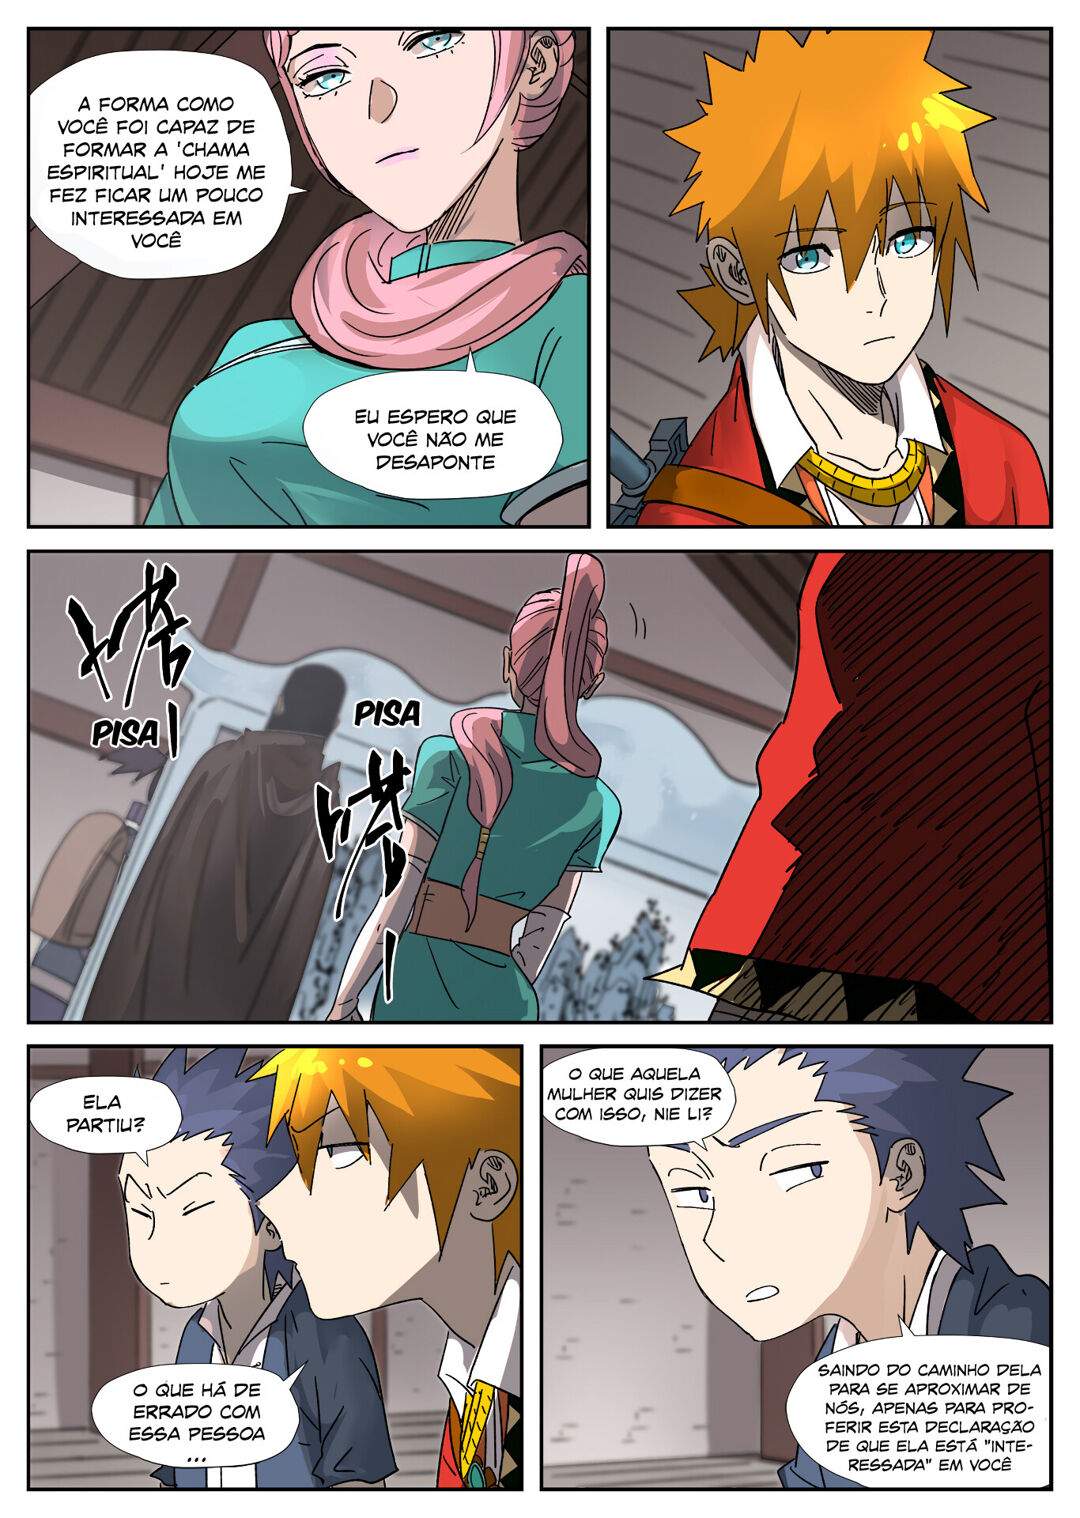 A FORMA COMO
VOCÊ FOI CAPAZ DE
FORMAR A 'CHAMA
ESPIRITUAL' HOJE ME
FEZ FICAR UM POUCO
INTERESSADA EM
VOCÊ
EU ESPERO QUE
VOCÊ NÃO ME
DESAPONTE
PISA
PISA
ELA
PARTIU?
O QUE HÁ DE
ERRADO COM
ESSA PESSOA
...
O QUE AQUELA
MULHER QUIS DIZER
COM ISSO, NIE LI?
SAINDO DO CAMINHO DELA
PARA SE APROXIMAR DE
NÓS, APENAS PARA PRO-
FERIR ESTA DECLARAÇÃO
DE QUE ELA ESTÁ "INTE-
RESSADA" EM VOCÊ